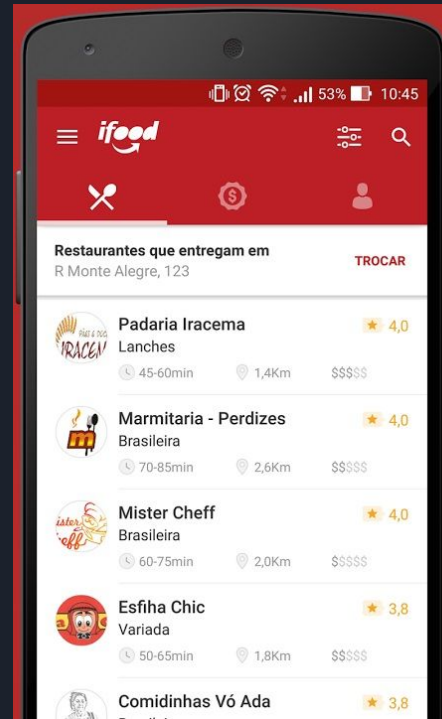 53% 10:45
ifood
Restaurantes que entregam em
R Monte Alegre, 123
TROCAR
Padaria Iracema
4,0
Lanches
45-60min 1,4Km $$$$$
Marmitaria - Perdizes
4,0
Brasileira
70-85min 2,6Km $$$$$
Mister Cheff
4,0
Brasileira
60-75min 2,0Km $$$$$
Esfiha Chic
3,8
Variada
50-65min 1,8Km $$$$$
Comidinhas Vó Ada
3,8